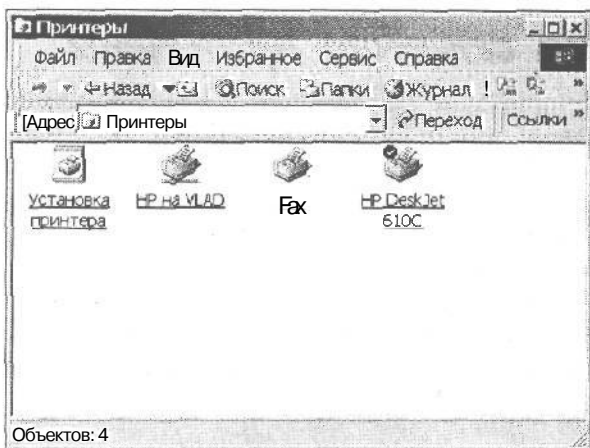 Принтеры
Файл Правка Вид Избранное Сервис Справка
Назад Поиск Папки Журнал
Адрес Принтеры Переход Ссылки
Установка принтера
HP на VLAD
Fax
HP DeskJet 610C
Объектов: 4